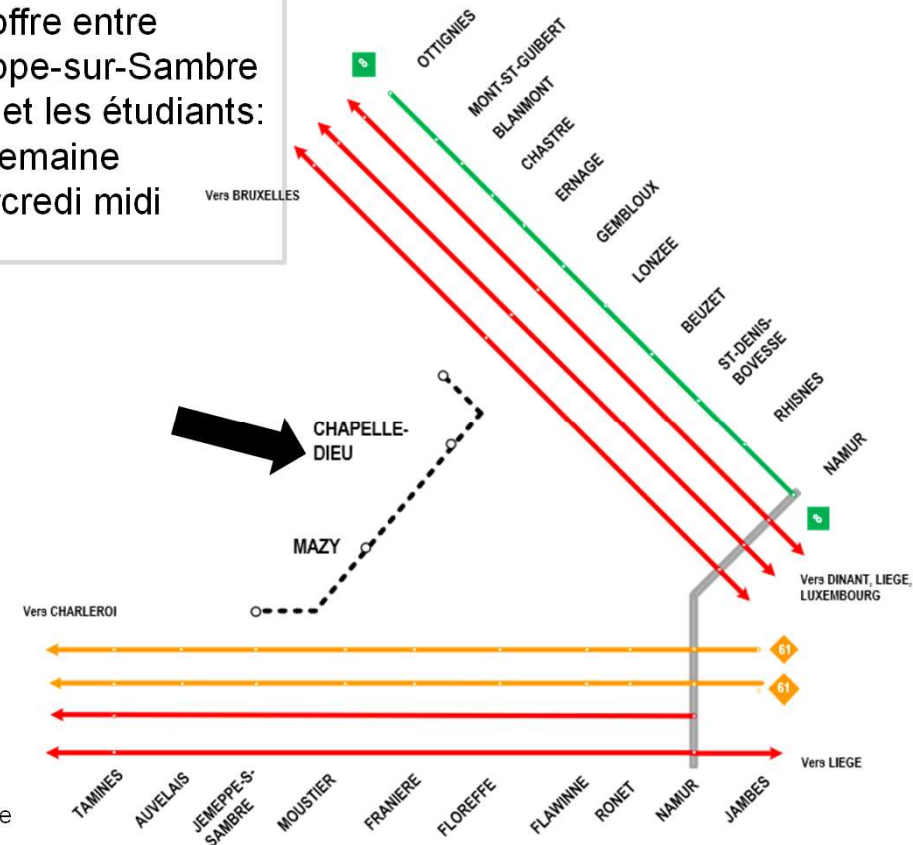 offre entre
ppe-sur-Sambre
et les étudiants:
emaine
rcredi midi
8
OTTIGNIES
MONT-ST-GUIBERT
BLANMONT
CHASTRE
ERNAGE
GEMBLOUX
LONZEE
BEUZET
ST-DENIS-
BOVESSE
RHISNES
NAMUR
8
Vers BRUXELLES
CHAPELLE-
DIEU
MAZY
Vers DINANT, LIEGE,
LUXEMBOURG
Vers CHARLEROI
61
61
Vers LIEGE
TAMINES
AUVELAIS
JEMEPPE-S-
SAMBRE
MOUSTIER
FRANIERE
FLOREFFE
FLAWINNE
RONET
NAMUR
JAMBES
e